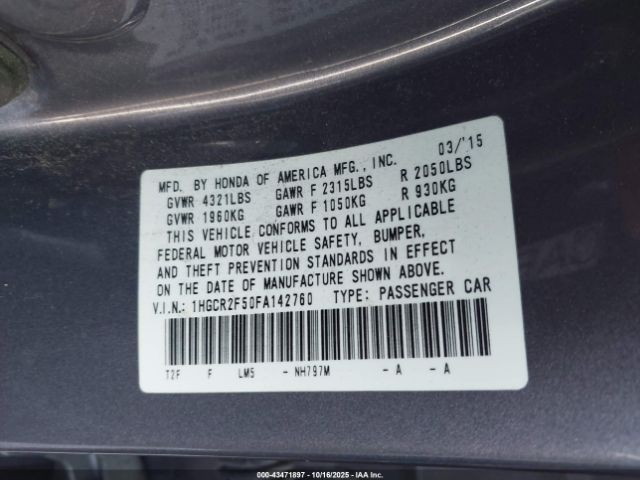 MFD. BY HONDA OF AMERICA MFG., INC. 03/'15
GVWR 4321LBS GAWR F 2315LBS R 2050LBS
GVWR 1960KG GAWR F 1050KG R 930KG
THIS VEHICLE CONFORMS TO ALL APPLICABLE
FEDERAL MOTOR VEHICLE SAFETY, BUMPER,
AND THEFT PREVENTION STANDARDS IN EFFECT
ON THE DATE OF MANUFACTURE SHOWN ABOVE.
V.I.N.: 1HGCR2F50FA142760 TYPE: PASSENGER CAR
T2F F LM5 - NH797M - A - A
000-43471897 | 10/16/2025 | IAAI.COM